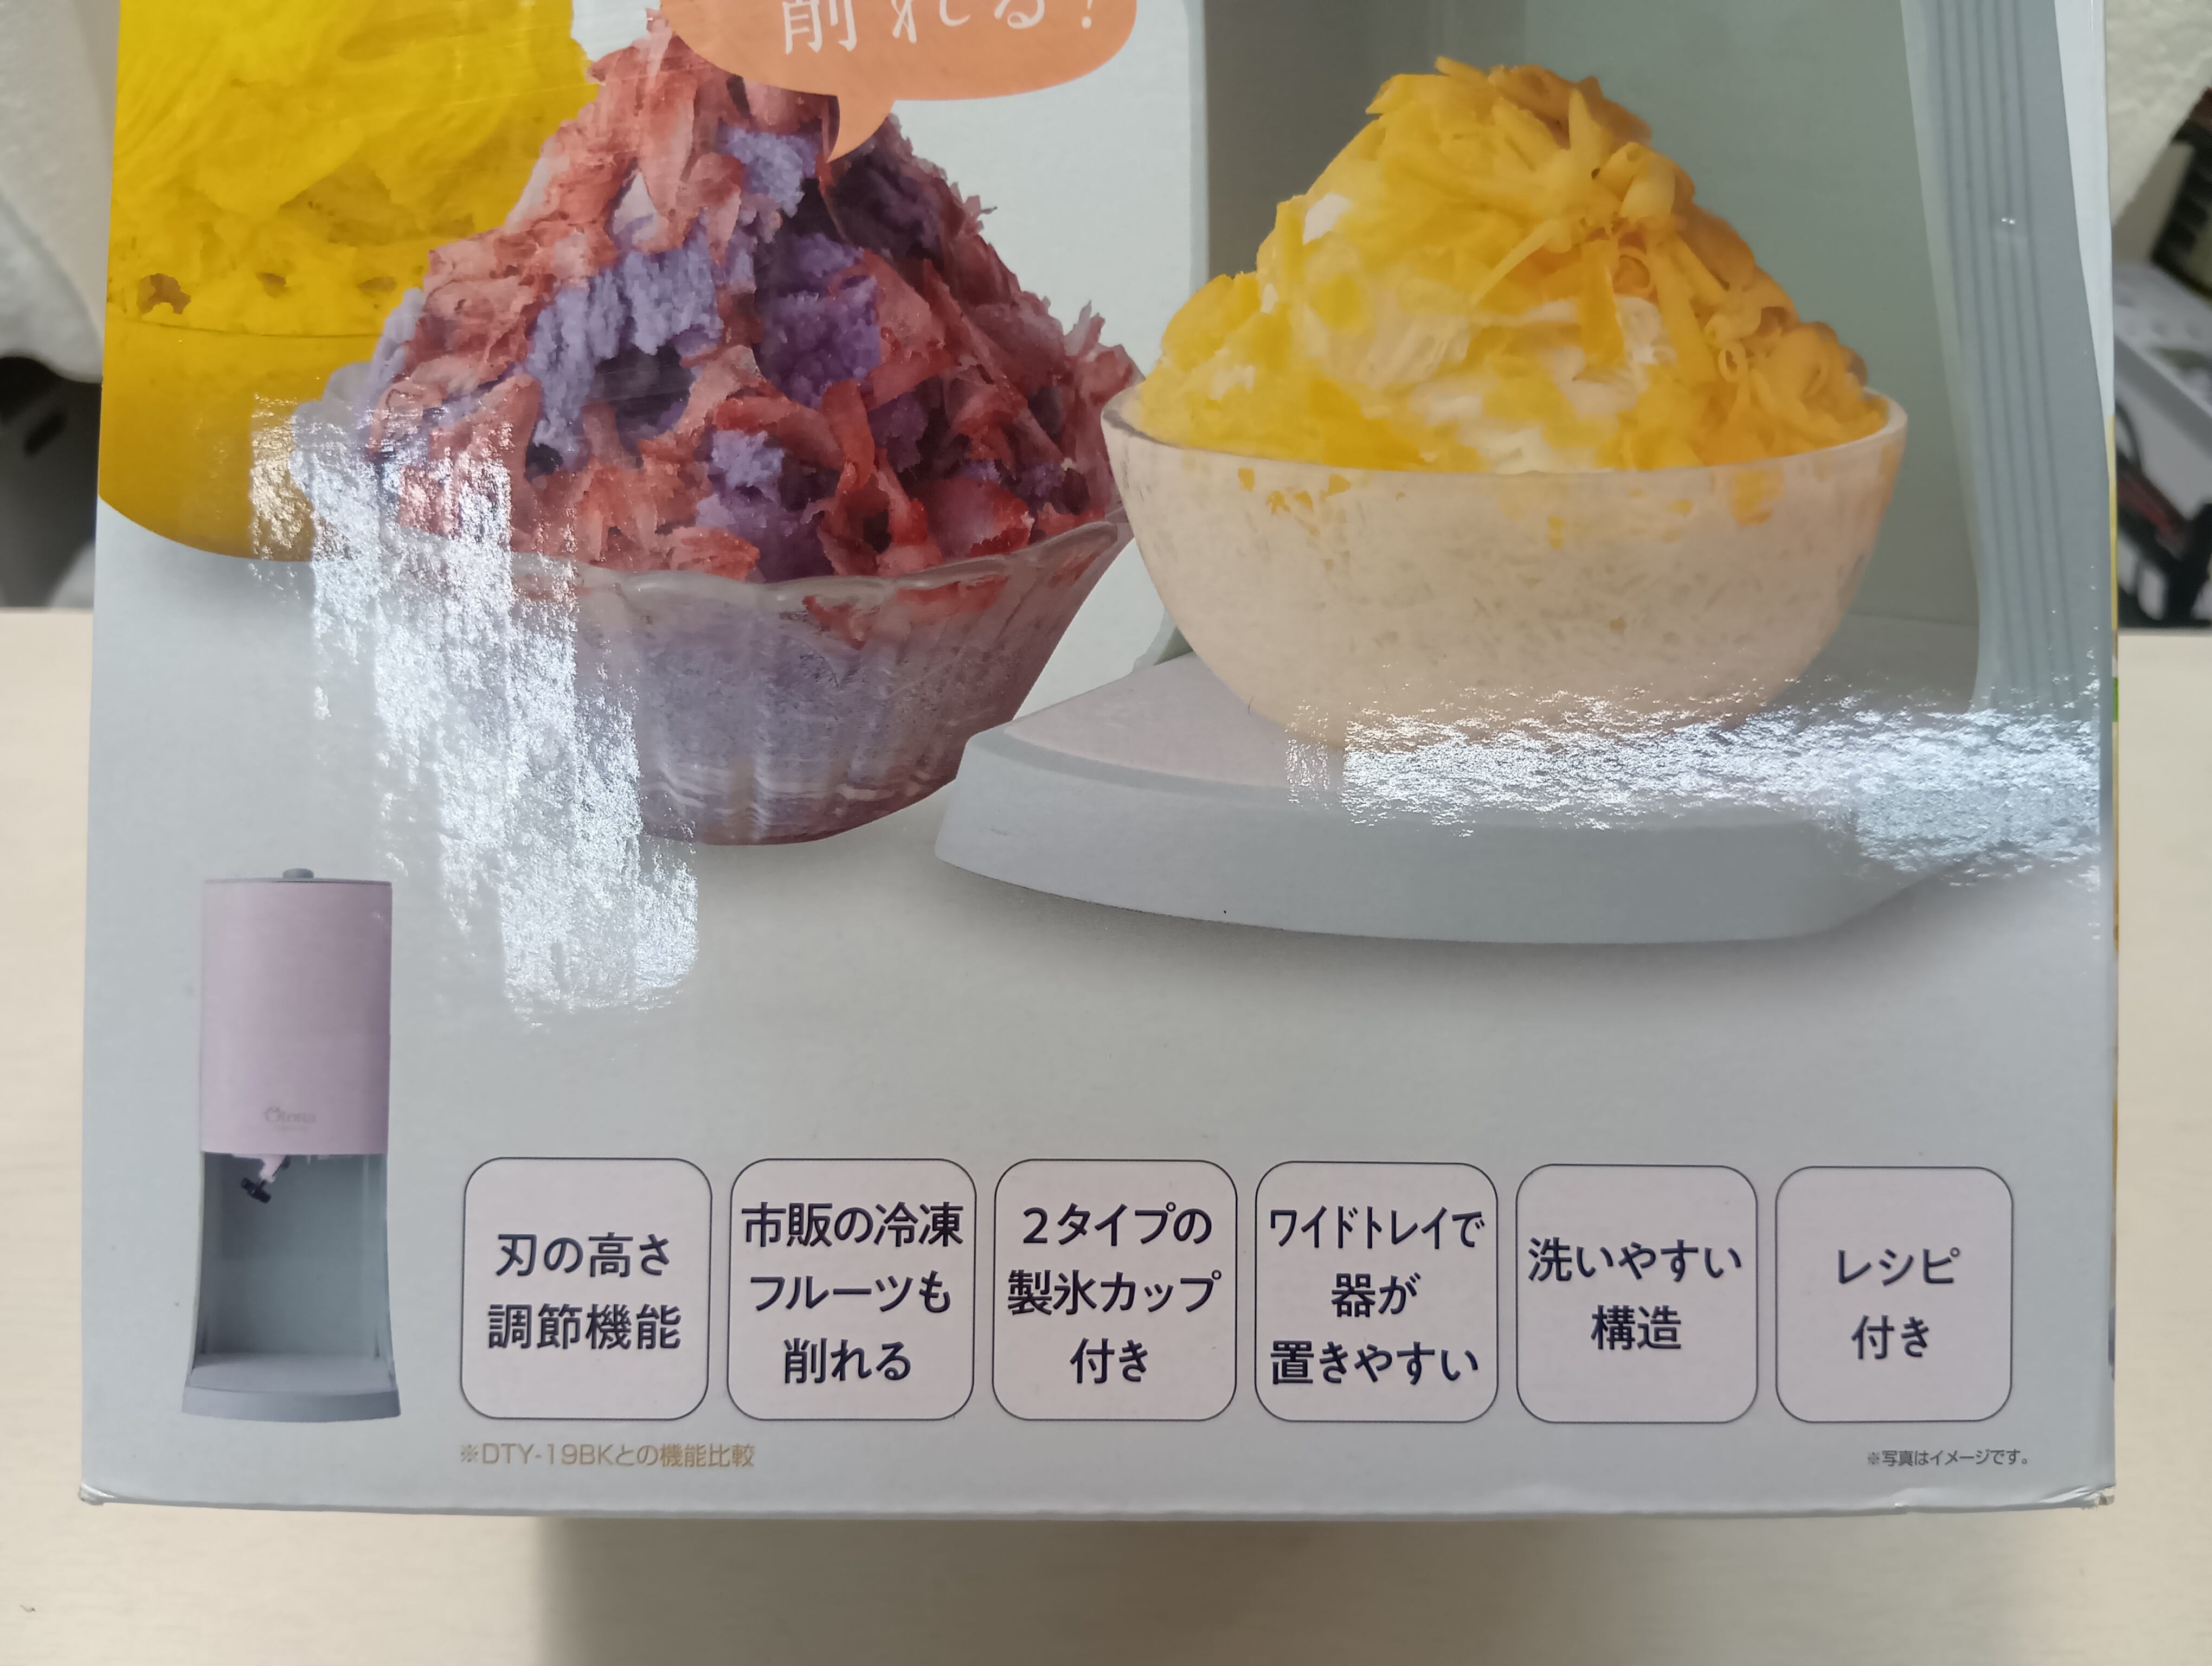 削れる!
刃の高さ
調節機能
市販の冷凍
フルーツも
削れる
2タイプの
製氷カップ
付き
ワイドトレイで
器が
置きやすい
洗いやすい
構造
レシピ
付き
※DTY-19BKとの機能比較
※写真はイメージです。